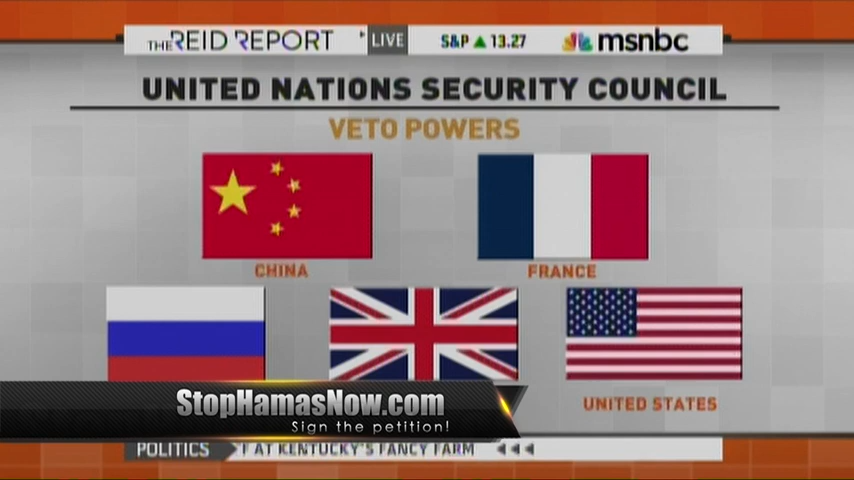 THE REID REPORT
LIVE
S&P ▲ 13.27
msnbc
UNITED NATIONS SECURITY COUNCIL
VETO POWERS
CHINA
FRANCE
UNITED STATES
StopHamasNow.com
Sign the petition!
POLITICS
AT KENTUCKY'S FANCY FARM